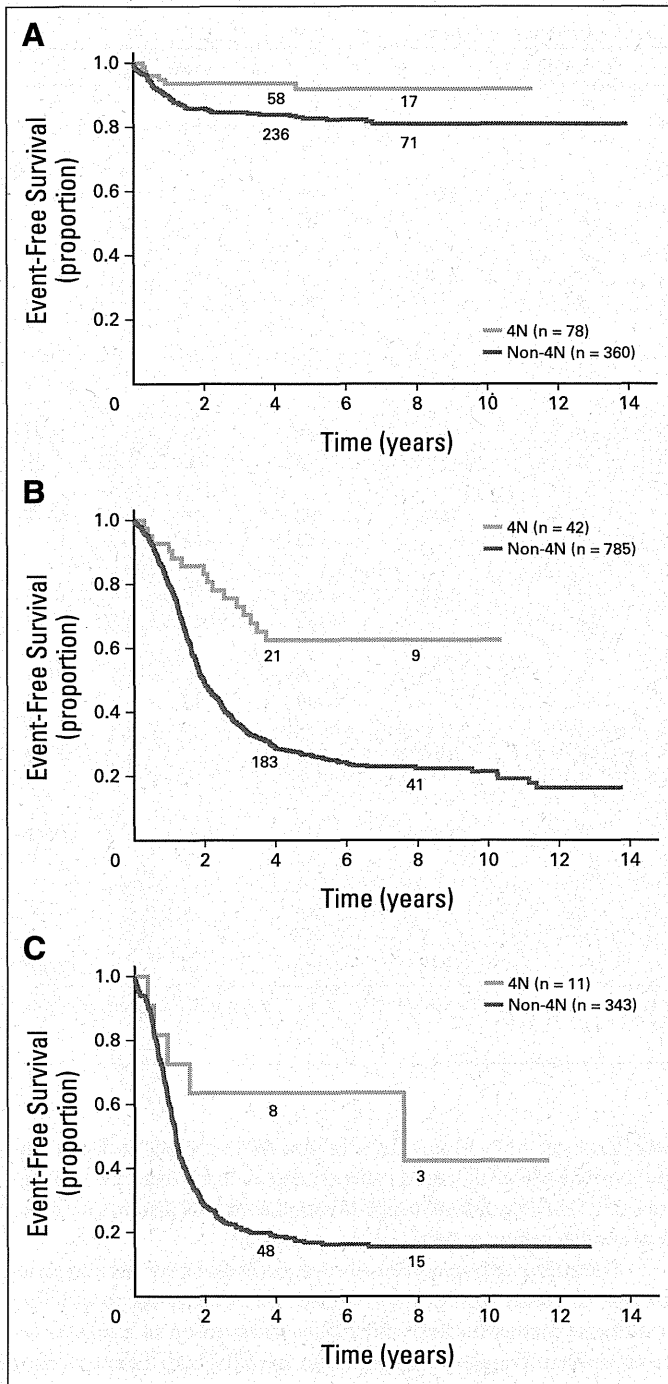 A
Event-Free Survival
(proportion)
1.0
0.8
0.6
0.4
0.2
0
58
17
236
71
4N (n = 78)
Non-4N (n = 360)
2
4
6
8
10
12
14
Time (years)
B
Event-Free Survival
(proportion)
1.0
0.8
0.6
0.4
0.2
0
4N (n = 42)
Non-4N (n = 785)
21
9
183
41
2
4
6
8
10
12
14
Time (years)
C
Event-Free Survival
(proportion)
1.0
0.8
0.6
0.4
0.2
0
4N (n = 11)
Non-4N (n = 343)
8
3
48
15
2
4
6
8
10
12
14
Time (years)